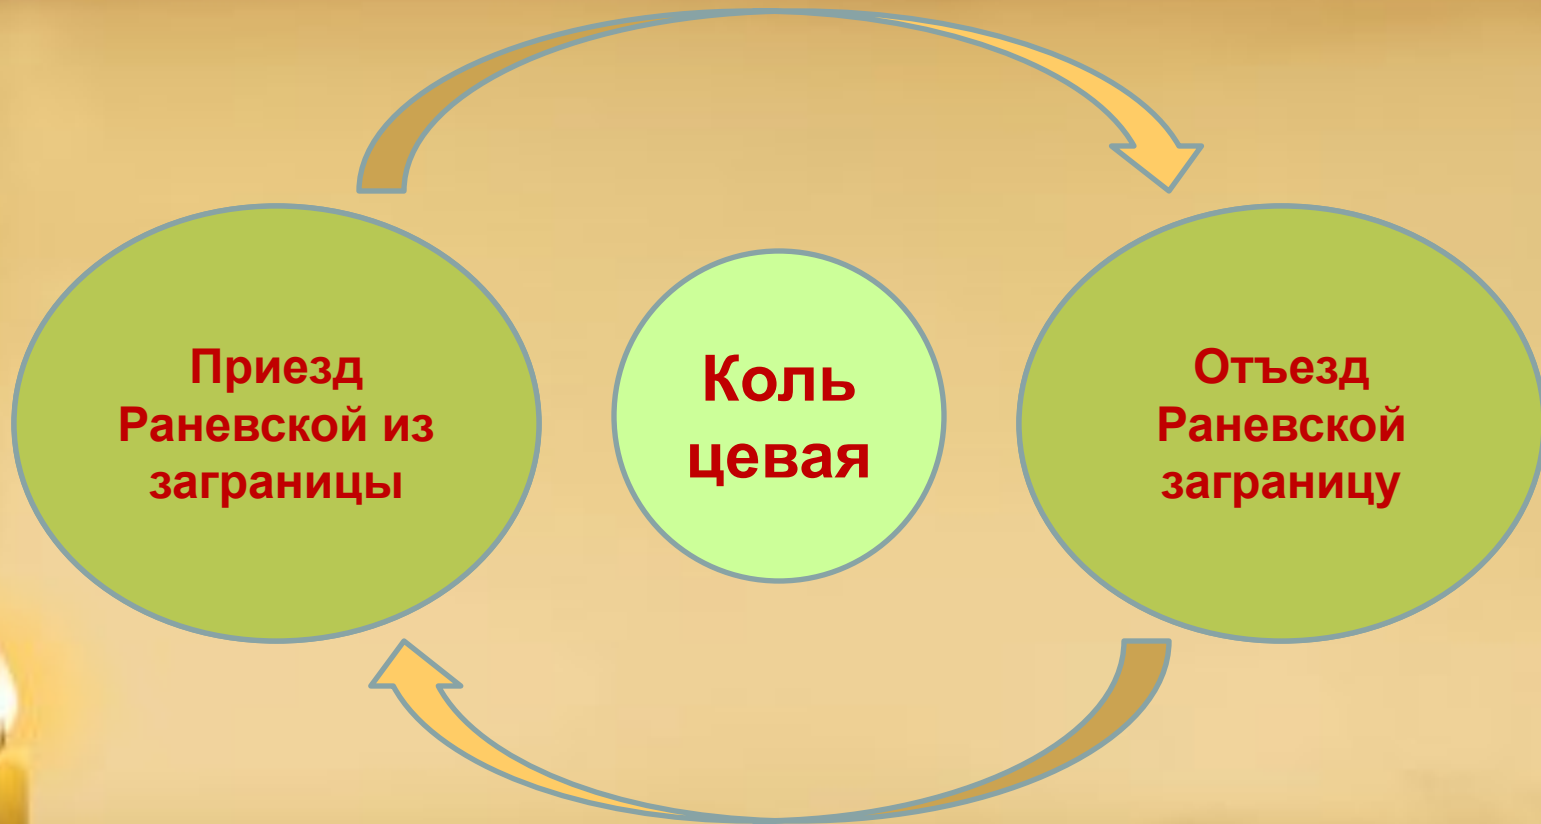 Приезд
Раневской из
заграницы
Коль
цевая
Отъезд
Раневской
заграницу